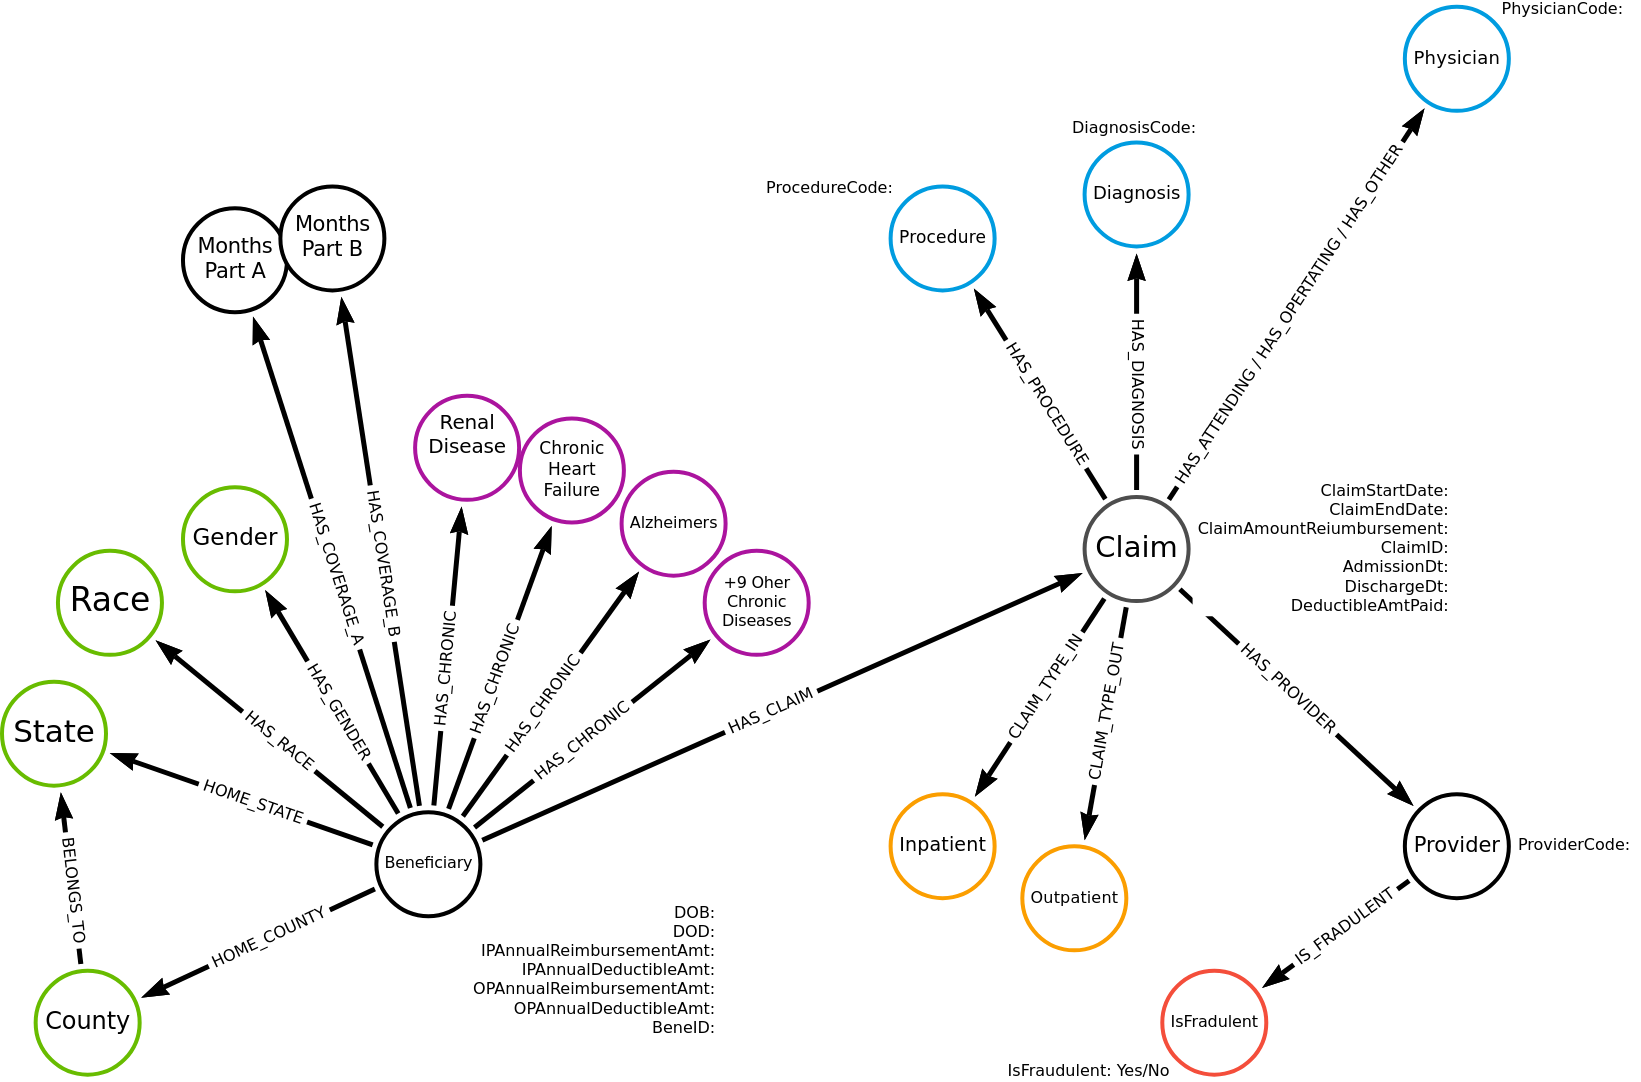 PhysicianCode:
Physician
DiagnosisCode:
Diagnosis
ProcedureCode:
Procedure
Months
Part A
Months
Part B
HAS_PROCEDURE
HAS_DIAGNOSIS
HAS_ATTENDING / HAS_OPERTATING / HAS_OTHER
Renal
Disease
Chronic
Heart
Failure
Alzheimers
+9 Oher
Chronic
Diseases
Gender
Race
State
County
HAS_COVERAGE_A
HAS_COVERAGE_B
HAS_GENDER
HAS_RACE
HOME_STATE
BELONGS_TO
HOME_COUNTY
HAS_CHRONIC
HAS_CHRONIC
HAS_CHRONIC
HAS_CHRONIC
HAS_CLAIM
Beneficiary
DOB:
DOD:
IPAnnualReimbursementAmt:
IPAnnualDeductibleAmt:
OPAnnualReimbursementAmt:
OPAnnualDeductibleAmt:
BeneID:
Claim
ClaimStartDate:
ClaimEndDate:
ClaimAmountReiumbursement:
ClaimID:
AdmissionDt:
DischargeDt:
DeductibleAmtPaid:
CLAIM_TYPE_IN
CLAIM_TYPE_OUT
HAS_PROVIDER
Inpatient
Outpatient
Provider
ProviderCode:
IS_FRADULENT
IsFradulent
IsFraudulent: Yes/No